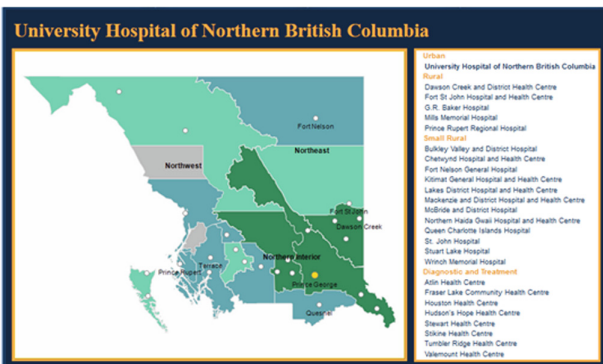 University Hospital of Northern British Columbia
Fort Nelson
Northeast
Northwest
Fort St John
Dawson Creek
Northern Interior
Terrace
Prince Rupert
Prince George
Quesnel
Urban
University Hospital of Northern British Columbia
Rural
Dawson Creek and District Health Centre
Fort St John Hospital and Health Centre
G.R. Baker Hospital
Mills Memorial Hospital
Prince Rupert Regional Hospital
Small Rural
Bulkley Valley and District Hospital
Chetwynd Hospital and Health Centre
Fort Nelson General Hospital
Kitimat General Hospital and Health Centre
Lakes District Hospital and Health Centre
Mackenzie and District Hospital and Health Centre
McBride and District Hospital
Northern Haida Gwaii Hospital and Health Centre
Queen Charlotte Islands Hospital
St. John Hospital
Stuart Lake Hospital
Wrinch Memorial Hospital
Diagnostic and Treatment
Atlin Health Centre
Fraser Lake Community Health Centre
Houston Health Centre
Hudson's Hope Health Centre
Stewart Health Centre
Stikine Health Centre
Tumbler Ridge Health Centre
Valemount Health Centre